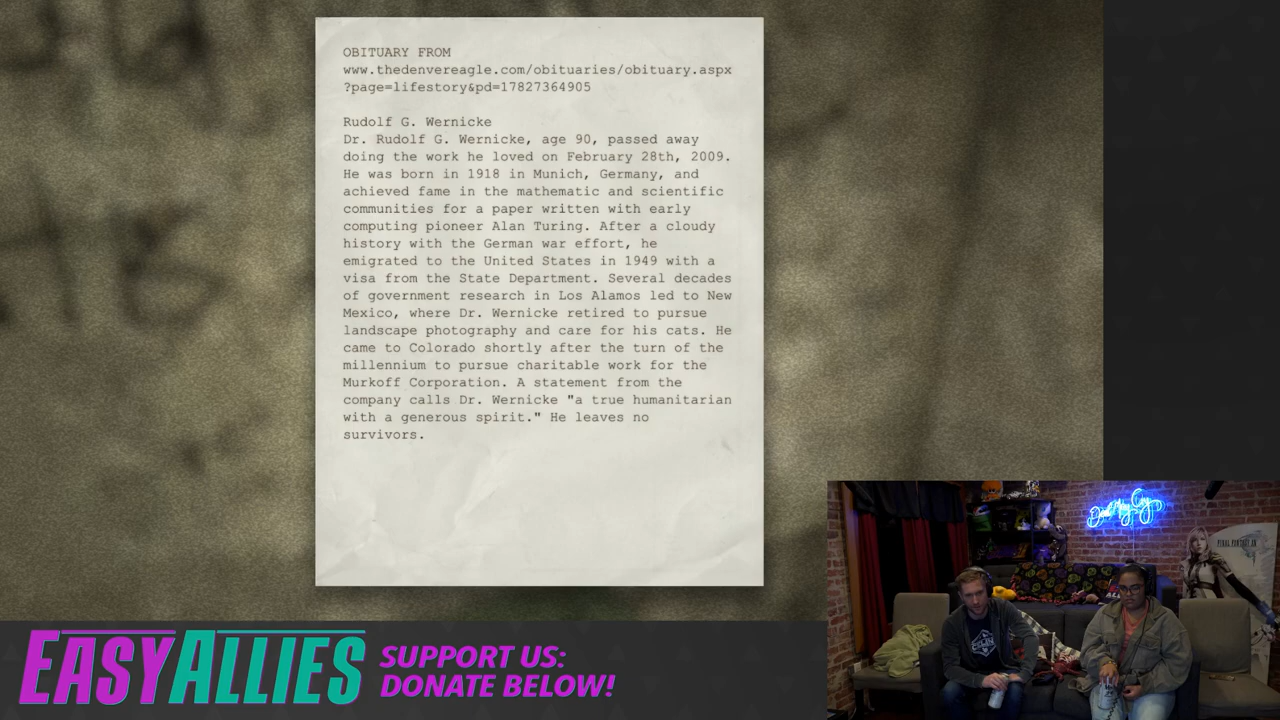 OBITUARY FROM
www.thedenvereagle.com/obituaries/obituary.aspx
?page=lifestory&pd=17827364905
Rudolf G. Wernicke
Dr. Rudolf G. Wernicke, age 90, passed away
doing the work he loved on February 28th, 2009.
He was born in 1918 in Munich, Germany, and
achieved fame in the mathematic and scientific
communities for a paper written with early
computing pioneer Alan Turing. After a cloudy
history with the German war effort, he
emigrated to the United States in 1949 with a
visa from the State Department. Several decades
of government research in Los Alamos led to New
Mexico, where Dr. Wernicke retired to pursue
landscape photography and care for his cats. He
came to Colorado shortly after the turn of the
millennium to pursue charitable work for the
Murkoff Corporation. A statement from the
company calls Dr. Wernicke "a true humanitarian
with a generous spirit." He leaves no
survivors.
Devil May Cry
FINAL FANTASY XIII
EASYALLIES
SUPPORT US:
DONATE BELOW!